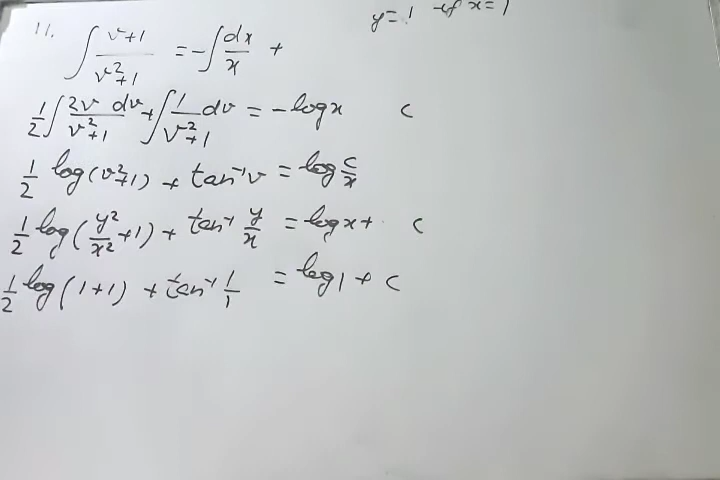 y=1 if x=1
11. ∫ v+1/v²+1 = -∫ dx/x +
1/2 ∫ 2v dv/v²+1 + ∫ 1/v²+1 dv = -log x c
1/2 log(v²+1) + tan⁻¹v = log c/x
1/2 log(y²/x²+1) + tan⁻¹ y/x = log x + c
1/2 log(1+1) + tan⁻¹ 1/1 = log 1 + c